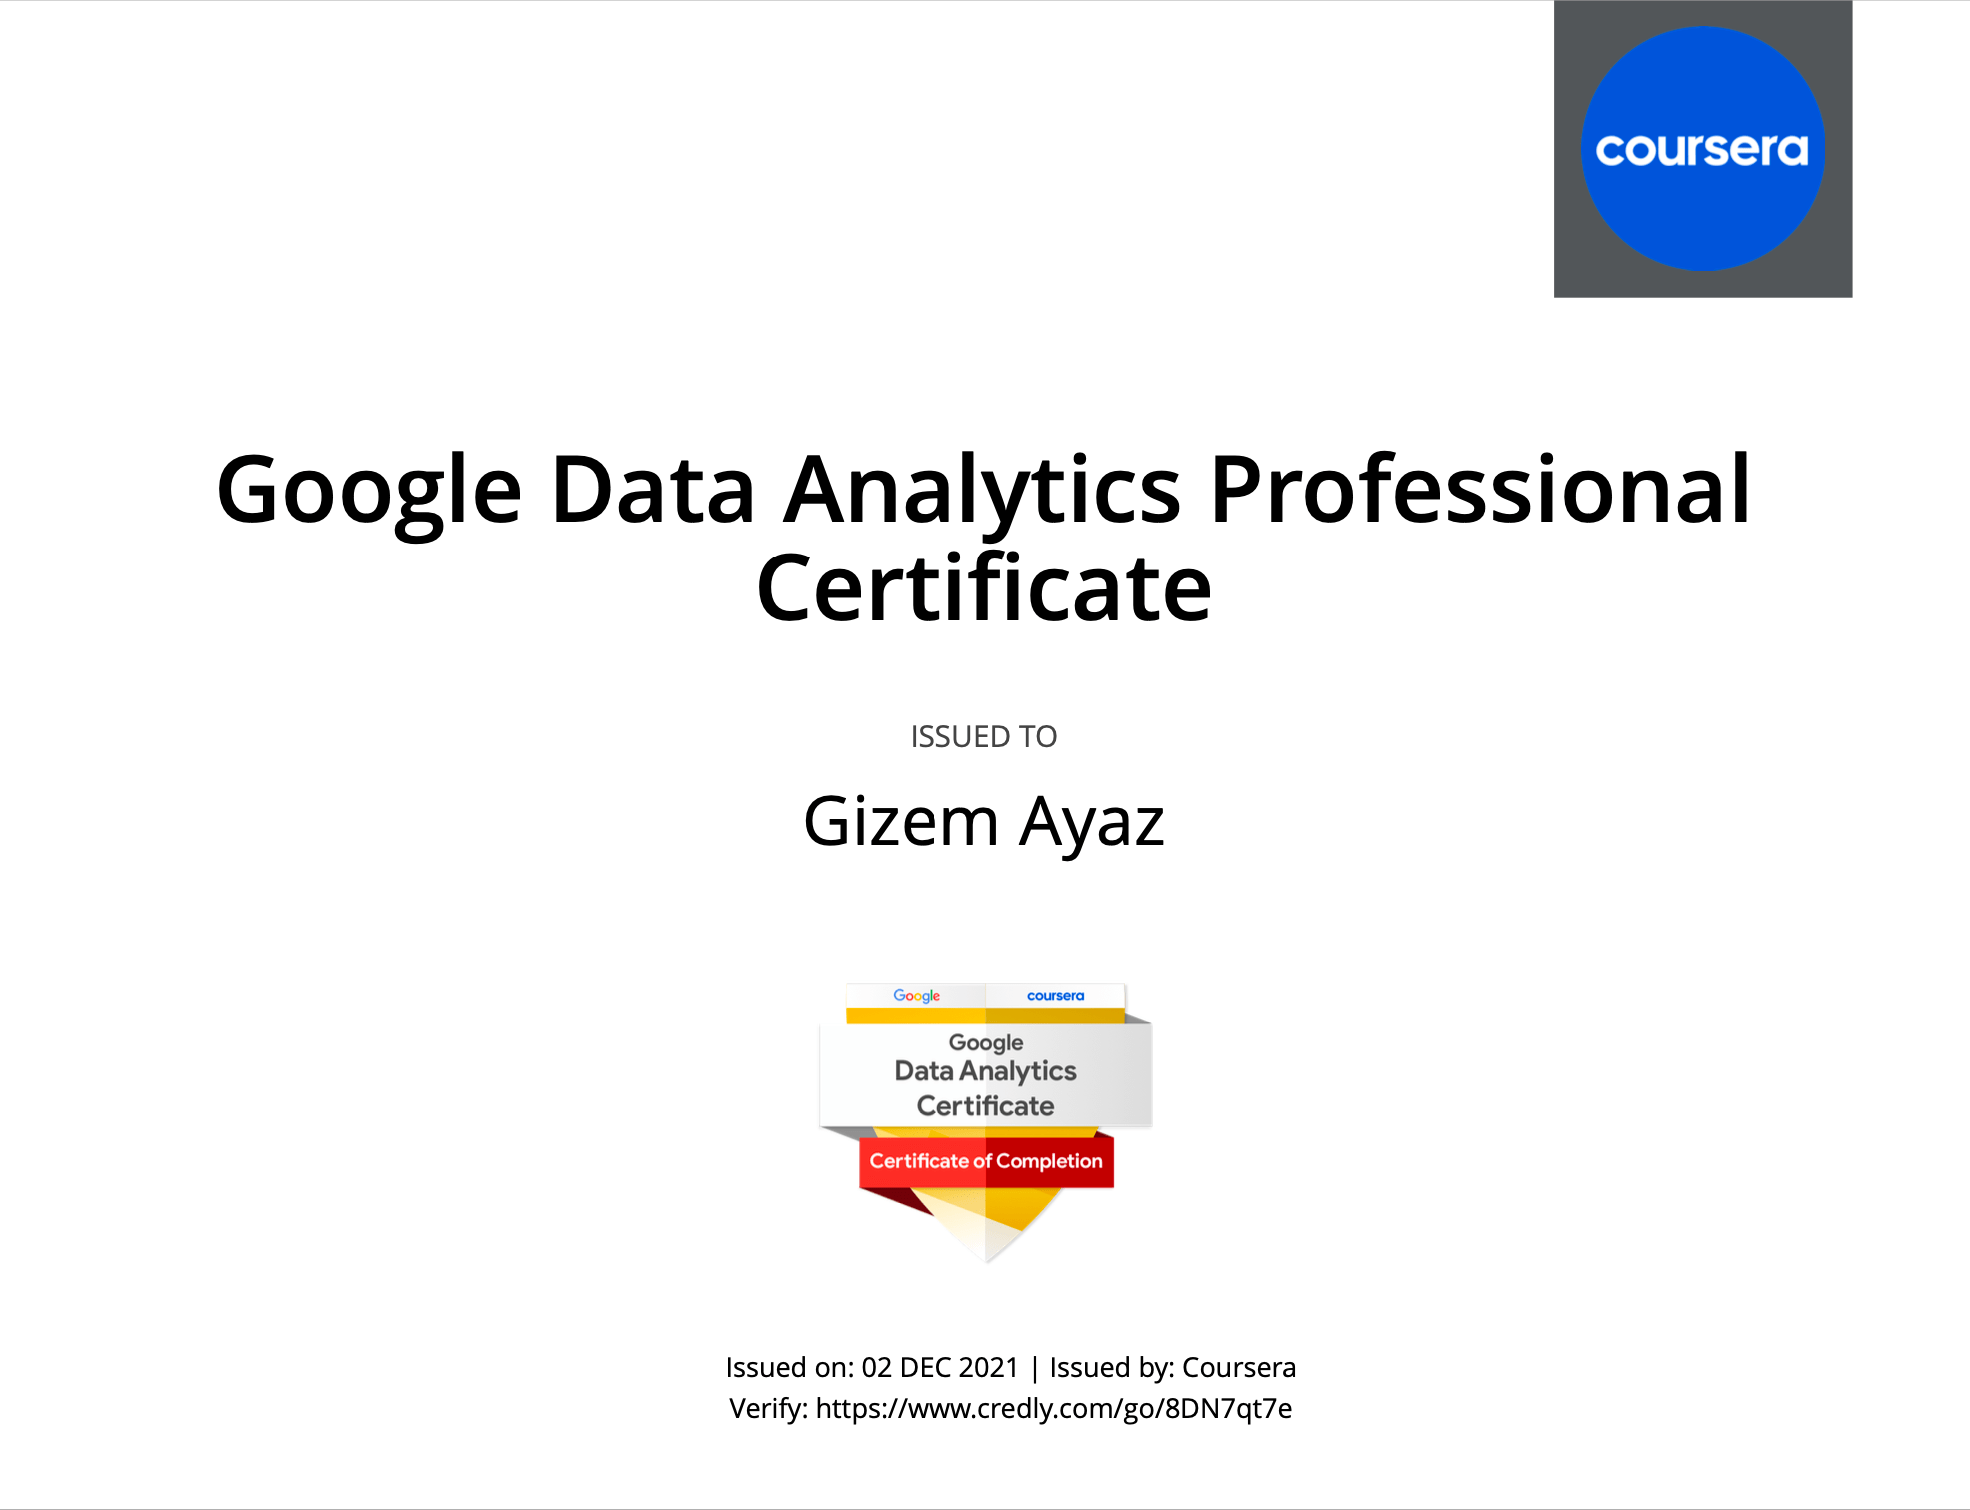 coursera
Google Data Analytics Professional
Certificate
ISSUED TO
Gizem Ayaz
Google coursera
Google
Data Analytics
Certificate
Certificate of Completion
Issued on: 02 DEC 2021 | Issued by: Coursera
Verify: https://www.credly.com/go/8DN7qt7e